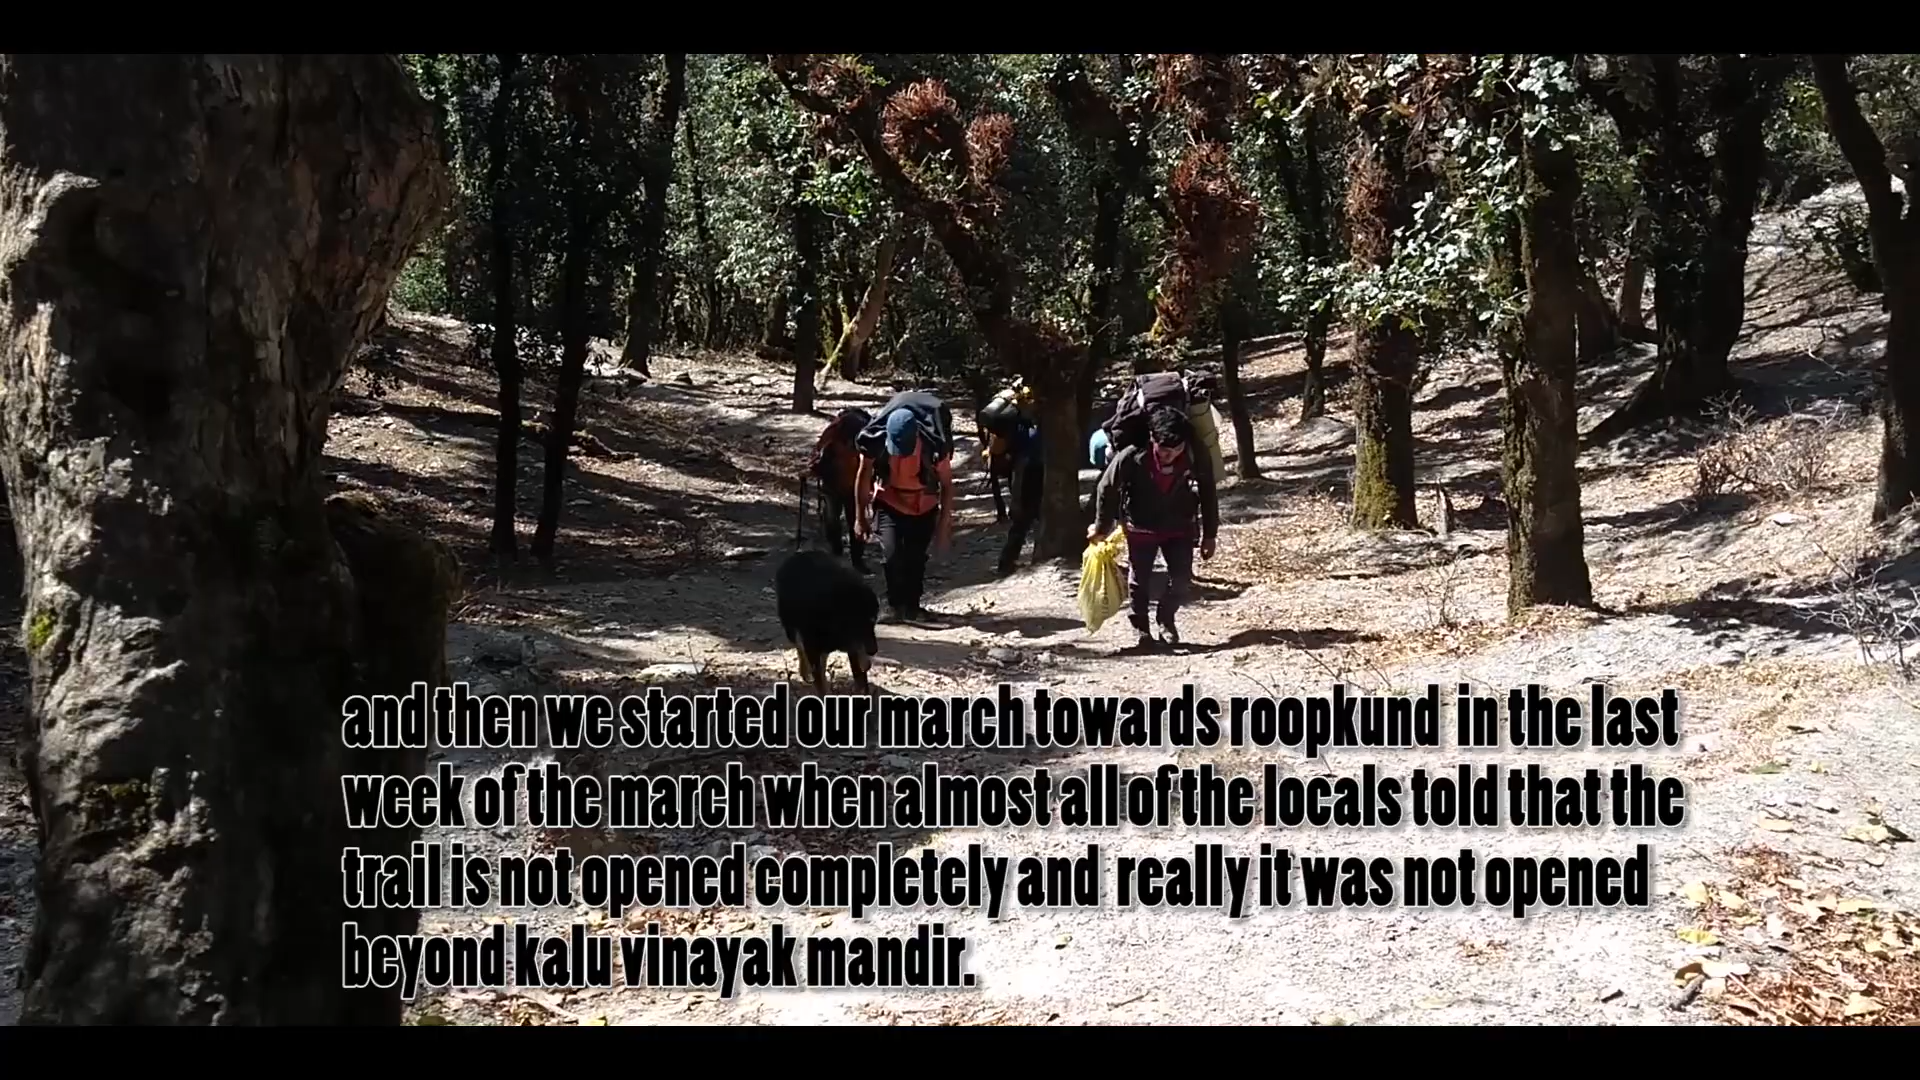 and then we started our march towards roopkund in the last
week of the march when almost all of the locals told that the
trail is not opened completely and really it was not opened
beyond kalu vinayak mandir.